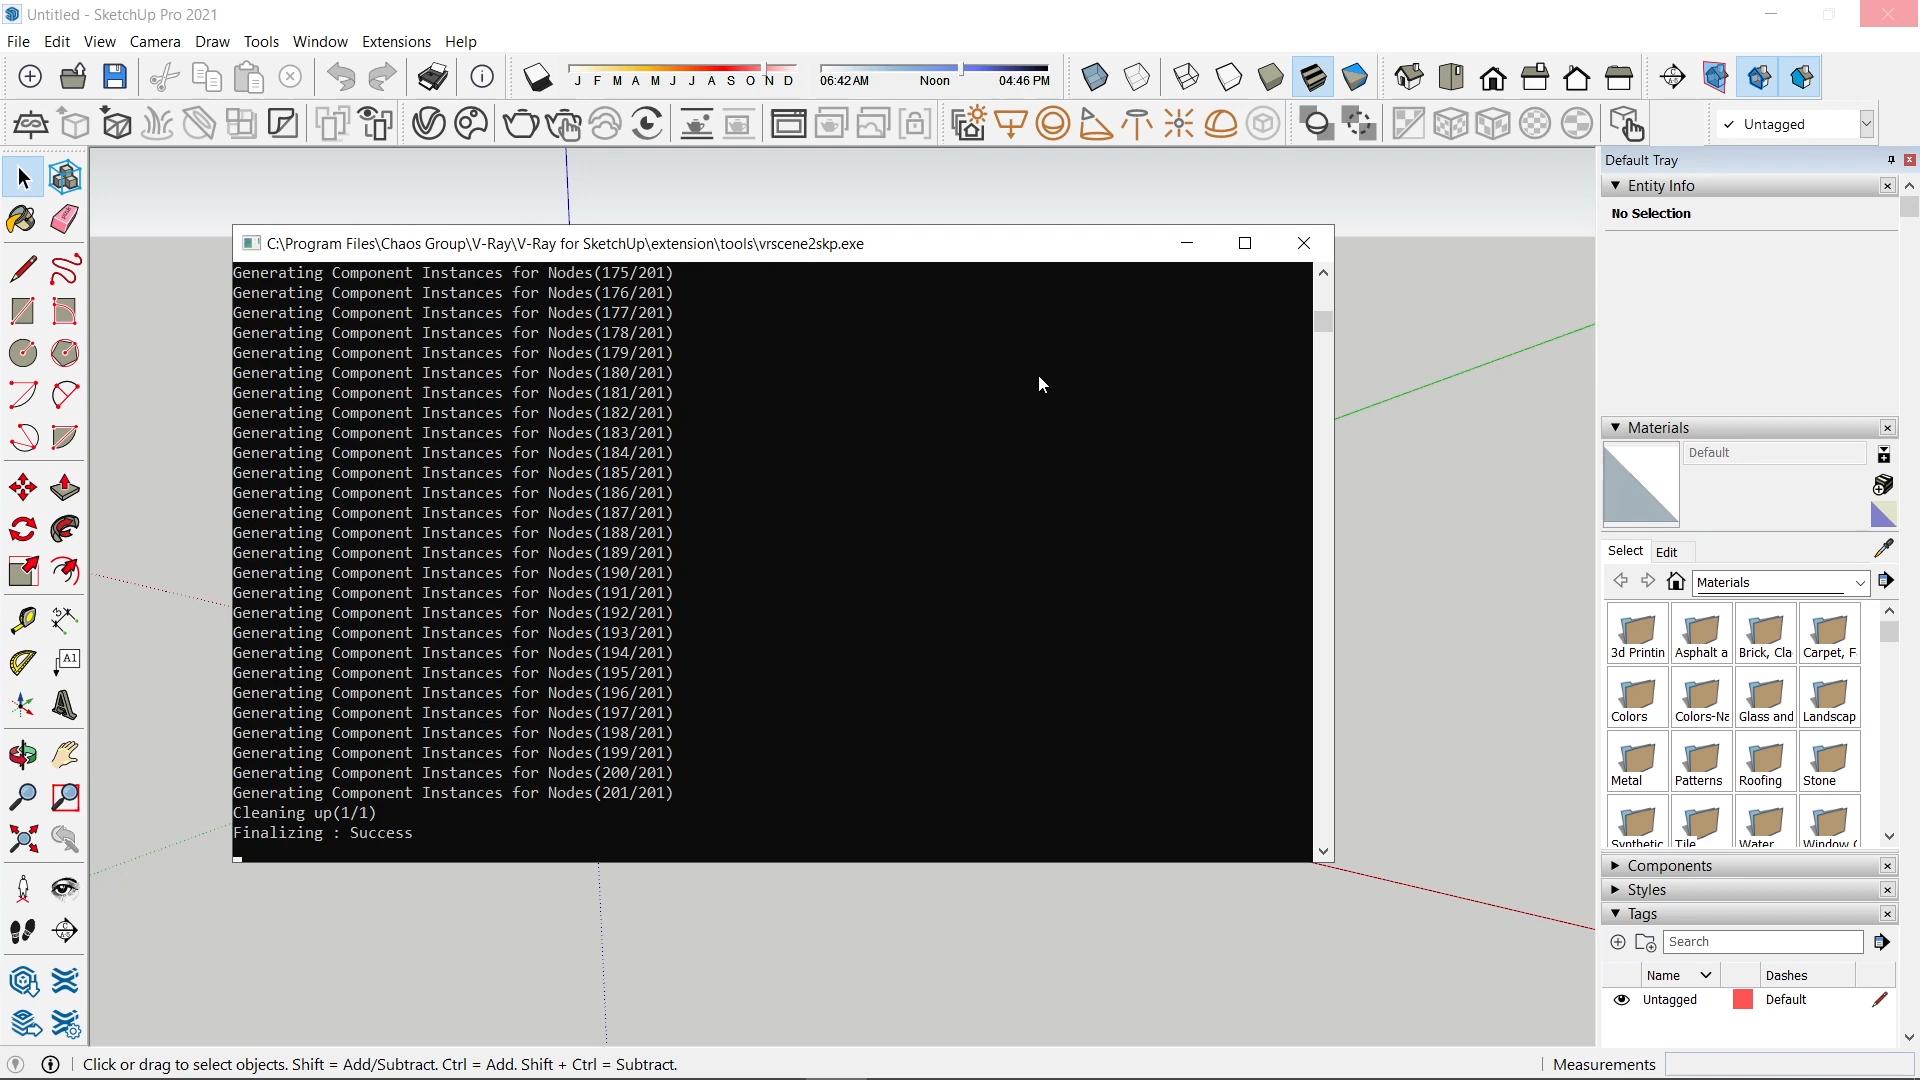 Untitled - SketchUp Pro 2021
File Edit View Camera Draw Tools Window Extensions Help
J F M A M J J A S O N D 06:42 AM Noon 04:46 PM
Untagged
Default Tray
Entity Info
No Selection
C:\Program Files\Chaos Group\V-Ray\V-Ray for SketchUp\extension\tools\vrscene2skp.exe
Generating Component Instances for Nodes(175/201)
Generating Component Instances for Nodes(176/201)
Generating Component Instances for Nodes(177/201)
Generating Component Instances for Nodes(178/201)
Generating Component Instances for Nodes(179/201)
Generating Component Instances for Nodes(180/201)
Generating Component Instances for Nodes(181/201)
Generating Component Instances for Nodes(182/201)
Generating Component Instances for Nodes(183/201)
Generating Component Instances for Nodes(184/201)
Generating Component Instances for Nodes(185/201)
Generating Component Instances for Nodes(186/201)
Generating Component Instances for Nodes(187/201)
Generating Component Instances for Nodes(188/201)
Generating Component Instances for Nodes(189/201)
Generating Component Instances for Nodes(190/201)
Generating Component Instances for Nodes(191/201)
Generating Component Instances for Nodes(192/201)
Generating Component Instances for Nodes(193/201)
Generating Component Instances for Nodes(194/201)
Generating Component Instances for Nodes(195/201)
Generating Component Instances for Nodes(196/201)
Generating Component Instances for Nodes(197/201)
Generating Component Instances for Nodes(198/201)
Generating Component Instances for Nodes(199/201)
Generating Component Instances for Nodes(200/201)
Generating Component Instances for Nodes(201/201)
Cleaning up(1/1)
Finalizing : Success
Materials
Default
Select Edit
Materials
3d Printin Asphalt a Brick, Cla Carpet, F
Colors Colors-Na Glass and Landscap
Metal Patterns Roofing Stone
Synthetic Tile Water Window (
Components
Styles
Tags
Search
Name Dashes
Untagged Default
Click or drag to select objects. Shift = Add/Subtract. Ctrl = Add. Shift + Ctrl = Subtract.
Measurements